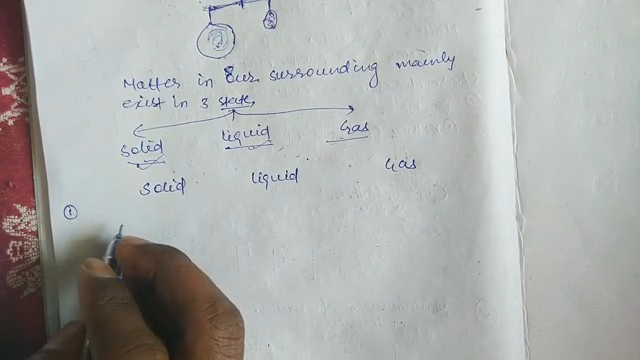 Matter in our surrounding mainly
exist in 3 state.
Solid liquid Gas
Solid liquid Gas
①